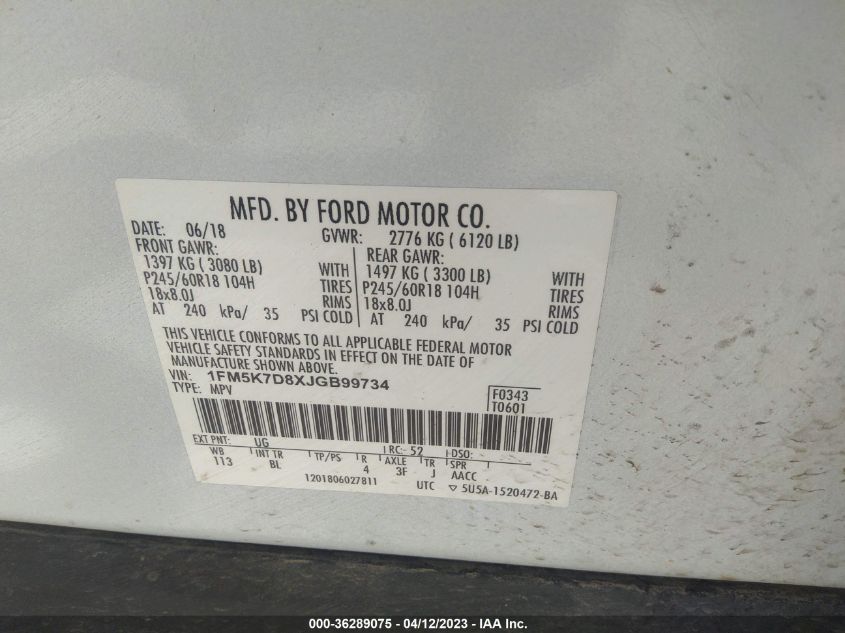 MFD. BY FORD MOTOR CO.
DATE: 06/18 GVWR: 2776 KG ( 6120 LB)
FRONT GAWR: REAR GAWR:
1397 KG ( 3080 LB) WITH 1497 KG ( 3300 LB) WITH
P245/60R18 104H TIRES P245/60R18 104H TIRES
18x8.0J RIMS 18x8.0J RIMS
AT 240 kPa/ 35 PSI COLD AT 240 kPa/ 35 PSI COLD
THIS VEHICLE CONFORMS TO ALL APPLICABLE FEDERAL MOTOR
VEHICLE SAFETY STANDARDS IN EFFECT ON THE DATE OF
MANUFACTURE SHOWN ABOVE.
VIN: 1FM5K7D8XJGB99734
TYPE: MPV
F0343
T0601
EXT PNT: UG RC: 52 DSO:
WB INT TR TP/PS R AXLE TR SPR
113 BL 4 3F J AACC
1201806027811 UTC ▽ 5U5A-1520472-BA
000-36289075 - 04/12/2023 - IAA Inc.